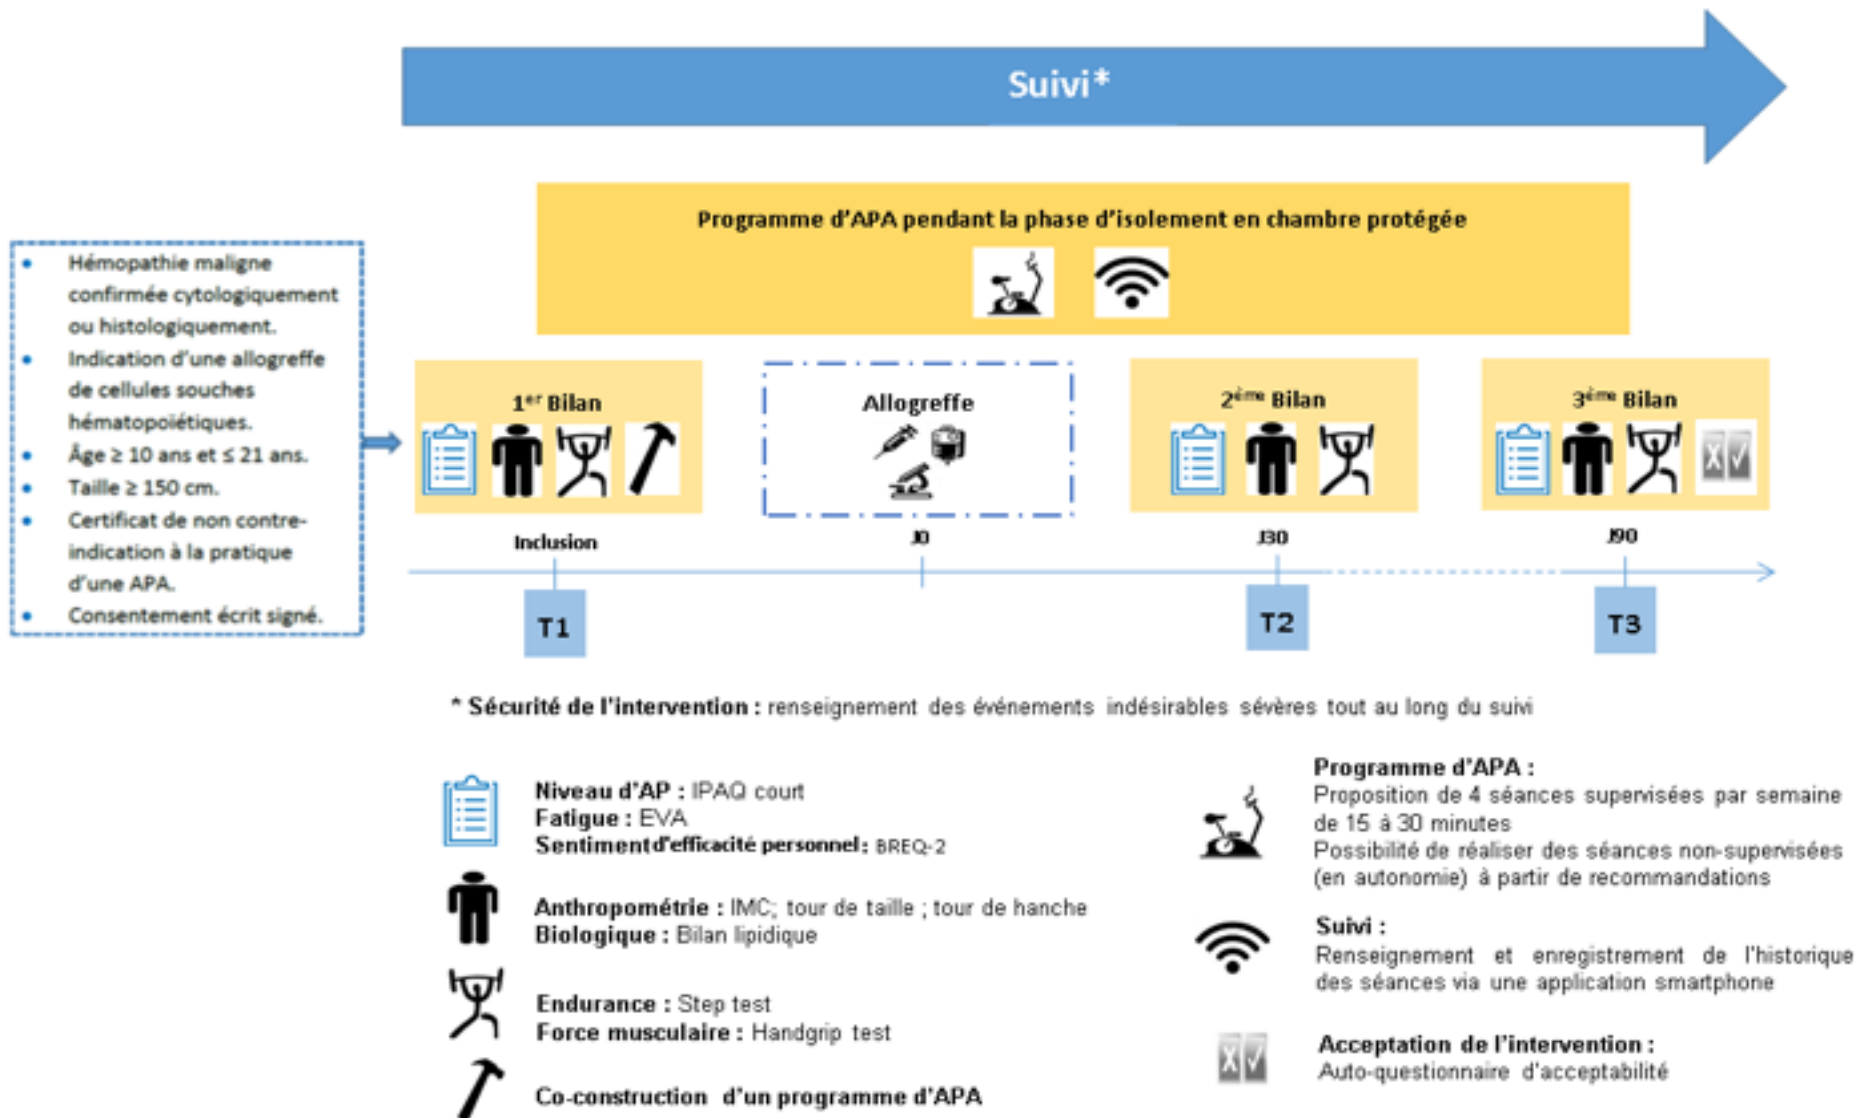 Suivi*
Programme d'APA pendant la phase d'isolement en chambre protégée
• Hémopathie maligne
confirmée cytologiquement
ou histologiquement.
• Indication d'une allogreffe
de cellules souches
hématopoïétiques.
• Âge ≥ 10 ans et ≤ 21 ans.
• Taille ≥ 150 cm.
• Certificat de non contre-
indication à la pratique
d'une APA.
• Consentement écrit signé.
1er Bilan
Allogreffe
2ème Bilan
3ème Bilan
Inclusion
J0
J30
J90
T1
T2
T3
* Sécurité de l'intervention : renseignement des événements indésirables sévères tout au long du suivi
Niveau d'AP : IPAQ court
Fatigue : EVA
Sentiment d'efficacité personnel : BREQ-2
Anthropométrie : IMC; tour de taille ; tour de hanche
Biologique : Bilan lipidique
Endurance : Step test
Force musculaire : Handgrip test
Co-construction d'un programme d'APA
Programme d'APA :
Proposition de 4 séances supervisées par semaine
de 15 à 30 minutes
Possibilité de réaliser des séances non-supervisées
(en autonomie) à partir de recommandations
Suivi :
Renseignement et enregistrement de l'historique
des séances via une application smartphone
Acceptation de l'intervention :
Auto-questionnaire d'acceptabilité